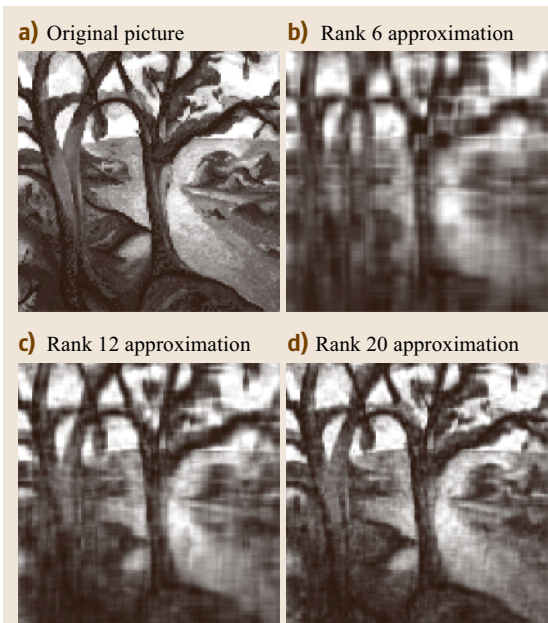 a) Original picture
b) Rank 6 approximation
c) Rank 12 approximation
d) Rank 20 approximation